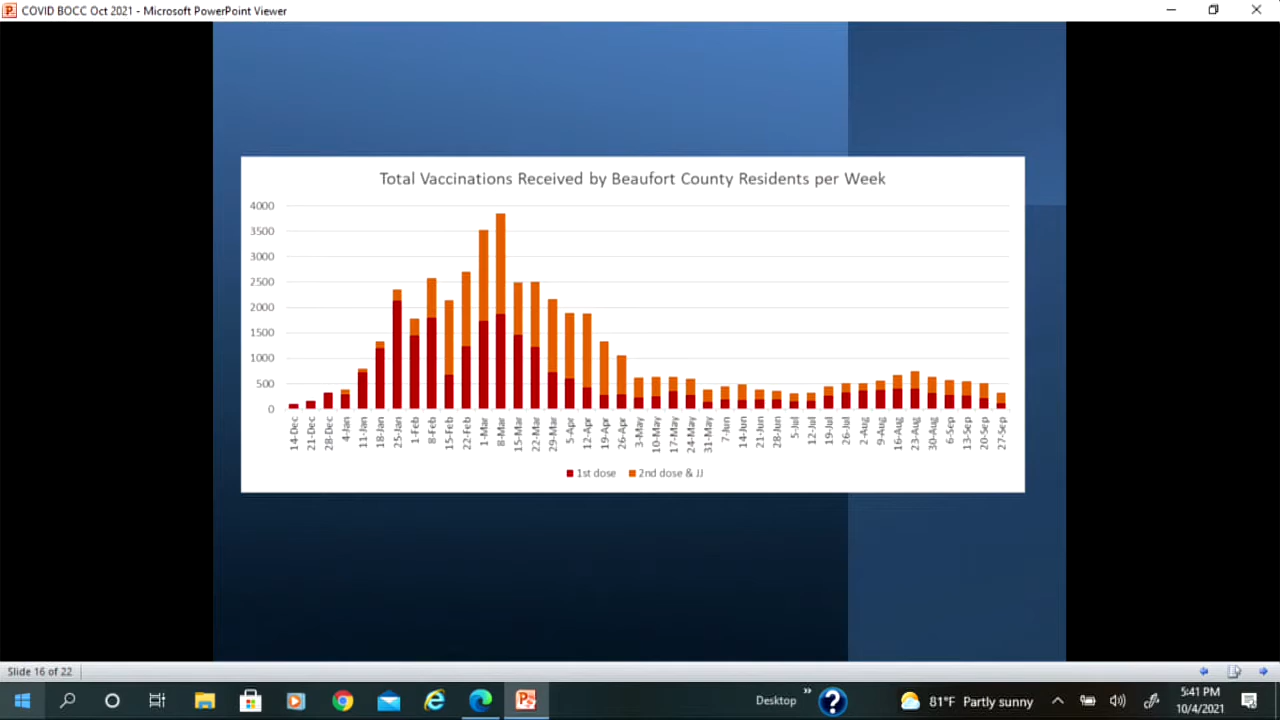 COVID BOCC Oct 2021 - Microsoft PowerPoint Viewer
Total Vaccinations Received by Beaufort County Residents per Week
4000
3500
3000
2500
2000
1500
1000
500
0
14-Dec
21-Dec
28-Dec
4-Jan
11-Jan
18-Jan
25-Jan
1-Feb
8-Feb
15-Feb
22-Feb
1-Mar
8-Mar
15-Mar
22-Mar
29-Mar
5-Apr
12-Apr
19-Apr
26-Apr
3-May
10-May
17-May
24-May
31-May
7-Jun
14-Jun
21-Jun
28-Jun
5-Jul
12-Jul
19-Jul
26-Jul
2-Aug
9-Aug
16-Aug
23-Aug
30-Aug
6-Sep
13-Sep
20-Sep
27-Sep
1st dose 2nd dose & JJ
Slide 16 of 22
Desktop
81°F Partly sunny
5:41 PM
10/4/2021